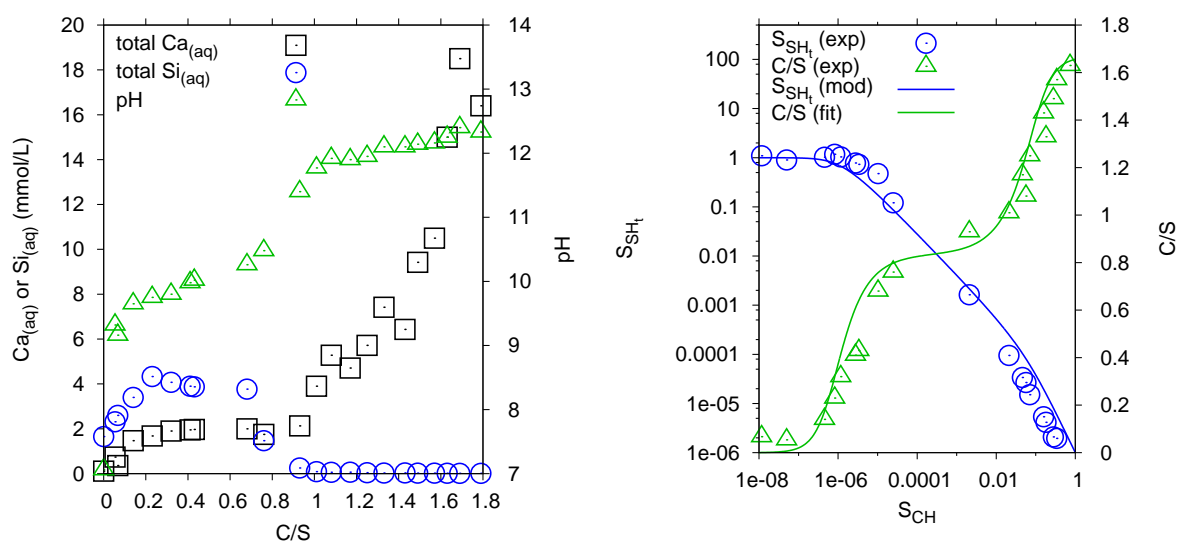 total Ca(aq)
total Si(aq)
pH
20
18
16
14
12
10
8
6
4
2
0
Ca(aq) or Si(aq) (mmol/L)
0 0.2 0.4 0.6 0.8 1 1.2 1.4 1.6 1.8
C/S
14
13
12
11
10
9
8
7
pH
S_SHt (exp)
C/S (exp)
S_SHt (mod)
C/S (fit)
100
10
1
0.1
0.01
0.001
0.0001
1e-05
1e-06
S_SHt
1e-08 1e-06 0.0001 0.01 1
S_CH
1.8
1.6
1.4
1.2
1
0.8
0.6
0.4
0.2
0
C/S